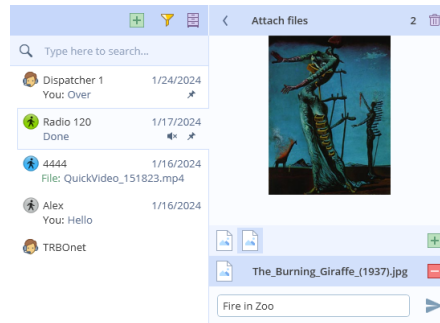 Attach files 2
Type here to search...
Dispatcher 1 1/24/2024
You: Over
Radio 120 1/17/2024
Done
4444 1/16/2024
File: QuickVideo_151823.mp4
Alex 1/16/2024
You: Hello
TRBOnet
The_Burning_Giraffe_(1937).jpg
Fire in Zoo